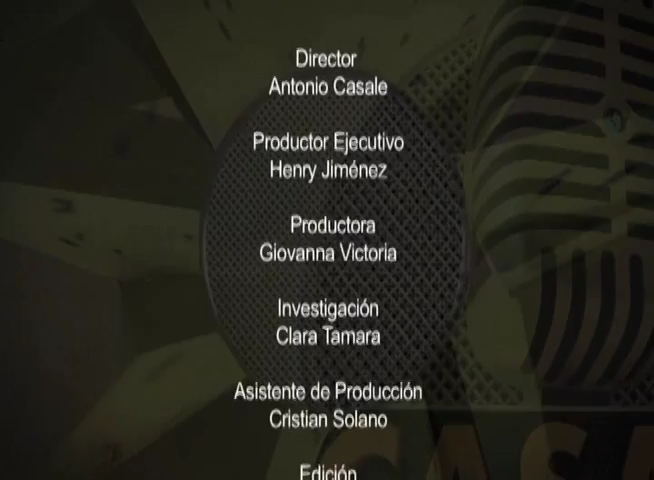 Director
Antonio Casale
Productor Ejecutivo
Henry Jiménez
Productora
Giovanna Victoria
Investigación
Clara Tamara
Asistente de Producción
Cristian Solano
Edición
CASA